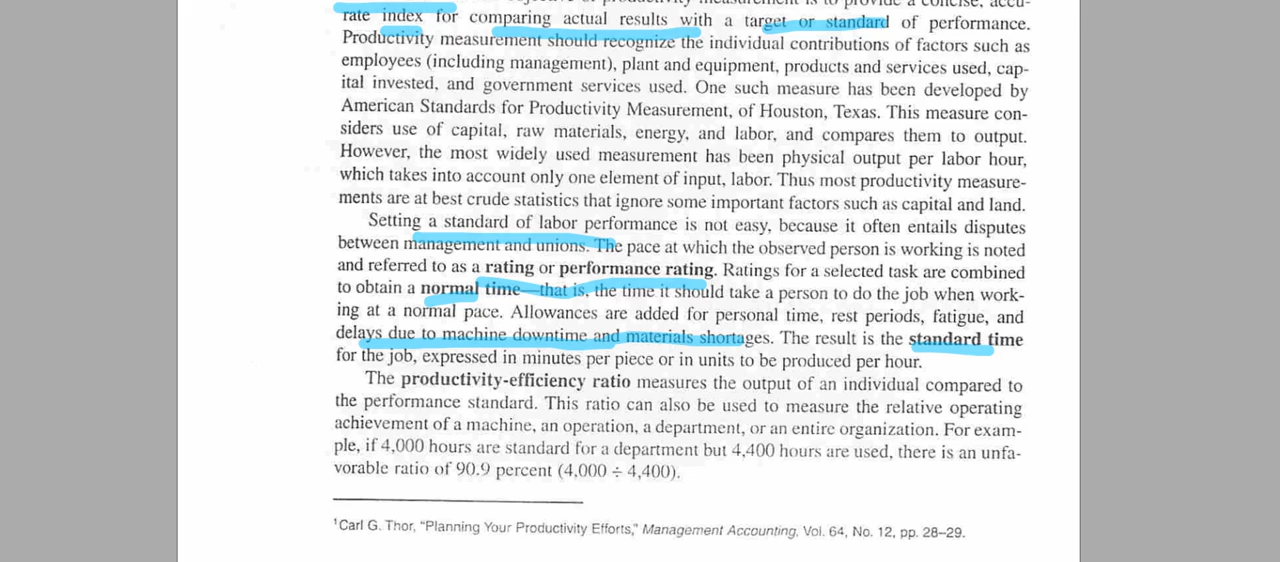 rate index for comparing actual results with a target or standard of performance.
Productivity measurement should recognize the individual contributions of factors such as
employees (including management), plant and equipment, products and services used, cap-
ital invested, and government services used. One such measure has been developed by
American Standards for Productivity Measurement, of Houston, Texas. This measure con-
siders use of capital, raw materials, energy, and labor, and compares them to output.
However, the most widely used measurement has been physical output per labor hour,
which takes into account only one element of input, labor. Thus most productivity measure-
ments are at best crude statistics that ignore some important factors such as capital and land.
Setting a standard of labor performance is not easy, because it often entails disputes
between management and unions. The pace at which the observed person is working is noted
and referred to as a rating or performance rating. Ratings for a selected task are combined
to obtain a normal time—that is, the time it should take a person to do the job when work-
ing at a normal pace. Allowances are added for personal time, rest periods, fatigue, and
delays due to machine downtime and materials shortages. The result is the standard time
for the job, expressed in minutes per piece or in units to be produced per hour.
The productivity-efficiency ratio measures the output of an individual compared to
the performance standard. This ratio can also be used to measure the relative operating
achievement of a machine, an operation, a department, or an entire organization. For exam-
ple, if 4,000 hours are standard for a department but 4,400 hours are used, there is an unfa-
vorable ratio of 90.9 percent (4,000 ÷ 4,400).
¹Carl G. Thor, “Planning Your Productivity Efforts,” Management Accounting, Vol. 64, No. 12, pp. 28–29.